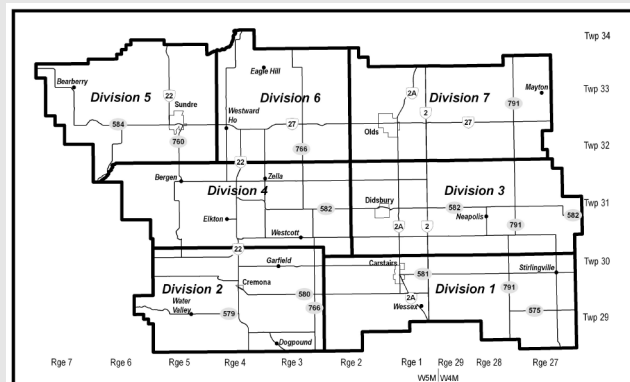 Twp 34
Eagle Hill
Bearberry
Division 5
22
Division 6
2A
Division 7
Mayton
Twp 33
791
Sundre
Westward
Ho
2
584
27
Olds
27
760
766
Twp 32
22
Bergen
Division 4
Zella
Division 3
Didsbury
582
582
Twp 31
Elkton
Neapolis
582
2A
2
791
Westcott
22
Garfield
Carstairs
Twp 30
581
Stirlingville
Division 2
Cremona
580
2A
Division 1
791
Water
Valley
579
766
Wessex
575
Twp 29
Dogpound
Rge 7
Rge 6
Rge 5
Rge 4
Rge 3
Rge 2
Rge 1
Rge 29
Rge 28
Rge 27
W5M
W4M